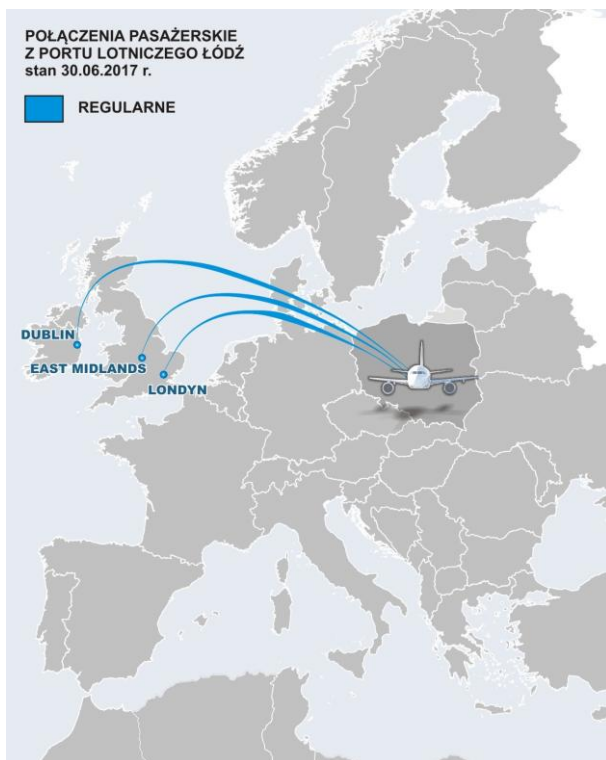 POŁĄCZENIA PASAŻERSKIE
Z PORTU LOTNICZEGO ŁÓDŹ
stan 30.06.2017 r.
REGULARNE
DUBLIN
EAST MIDLANDS
LONDYN